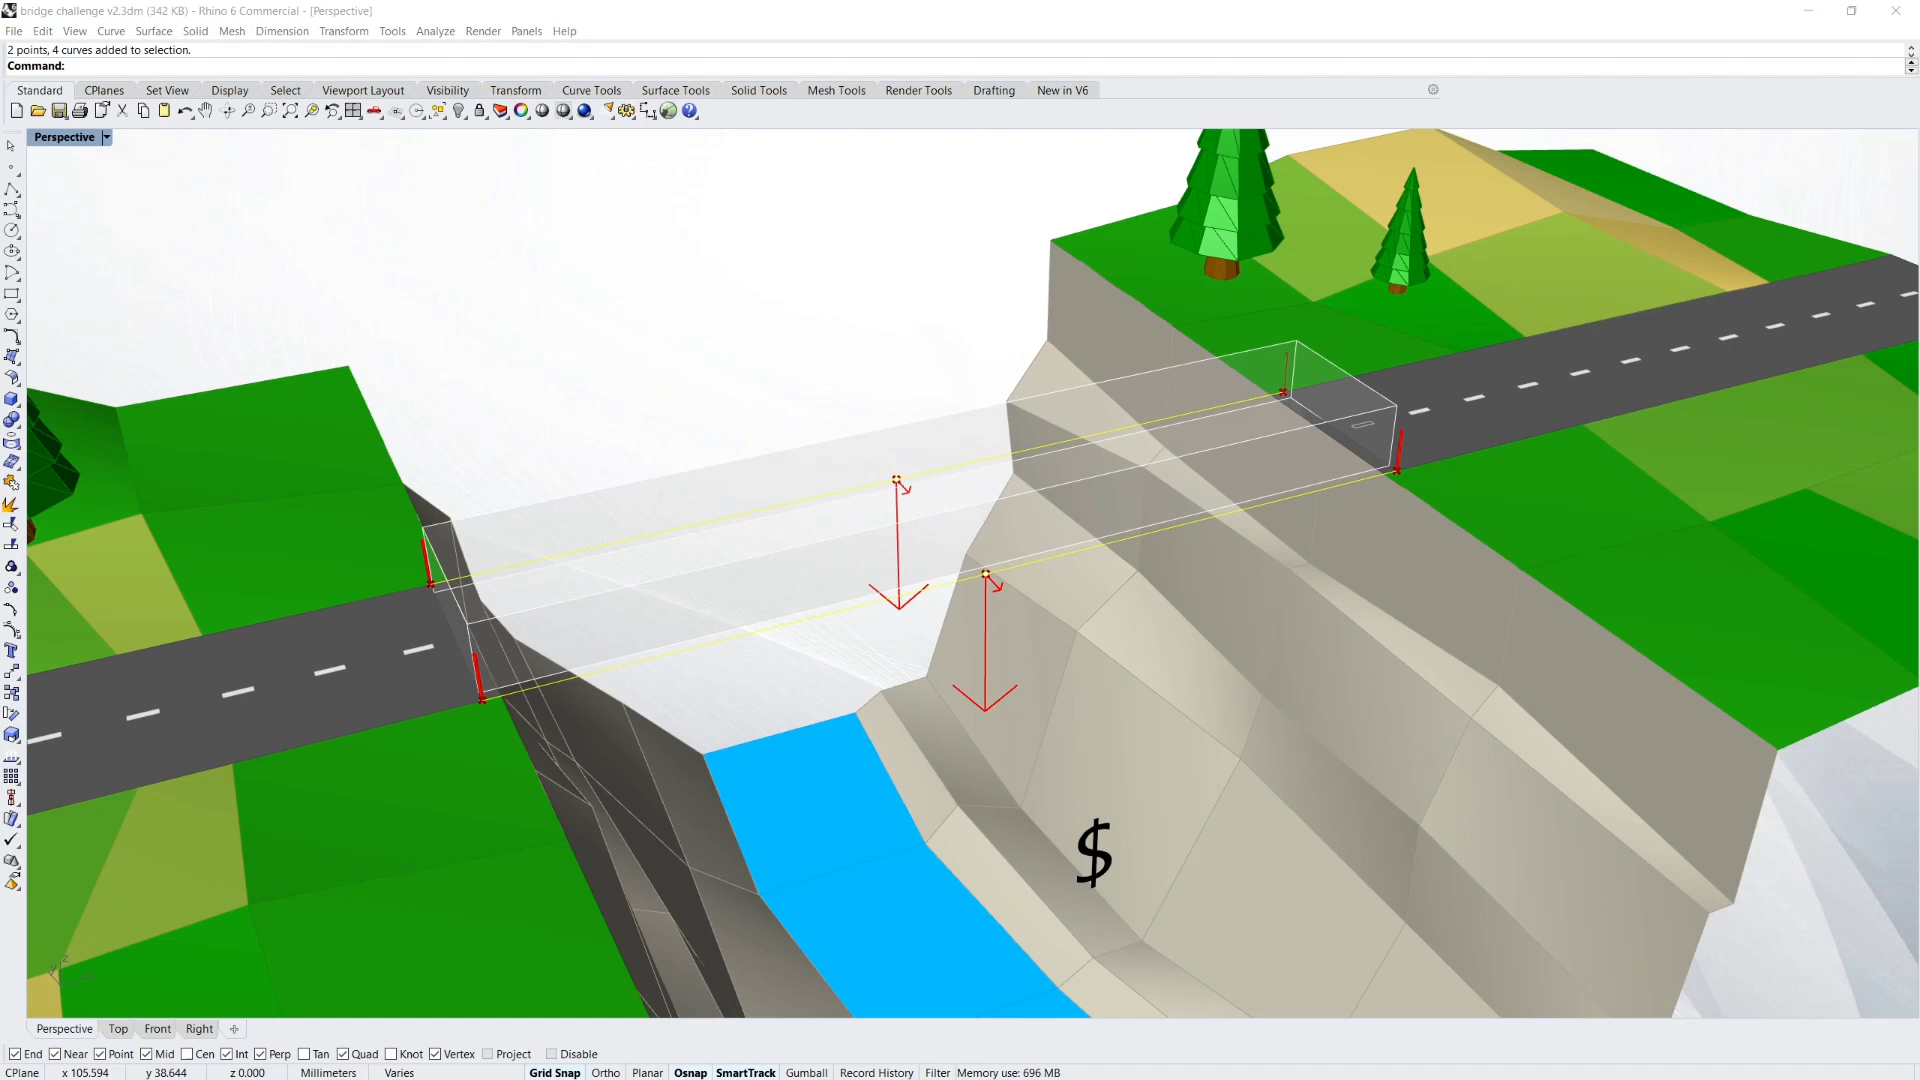 bridge challenge v2.3dm (342 KB) - Rhino 6 Commercial - [Perspective]
File Edit View Curve Surface Solid Mesh Dimension Transform Tools Analyze Render Panels Help
2 points, 4 curves added to selection.
Command:
Standard CPlanes Set View Display Select Viewport Layout Visibility Transform Curve Tools Surface Tools Solid Tools Mesh Tools Render Tools Drafting New in V6
Perspective
$
z
y
Perspective Top Front Right
End Near Point Mid Cen Int Perp Tan Quad Knot Vertex Project Disable
CPlane x 105.594 y 38.644 z 0.000 Millimeters Varies Grid Snap Ortho Planar Osnap SmartTrack Gumball Record History Filter Memory use: 696 MB